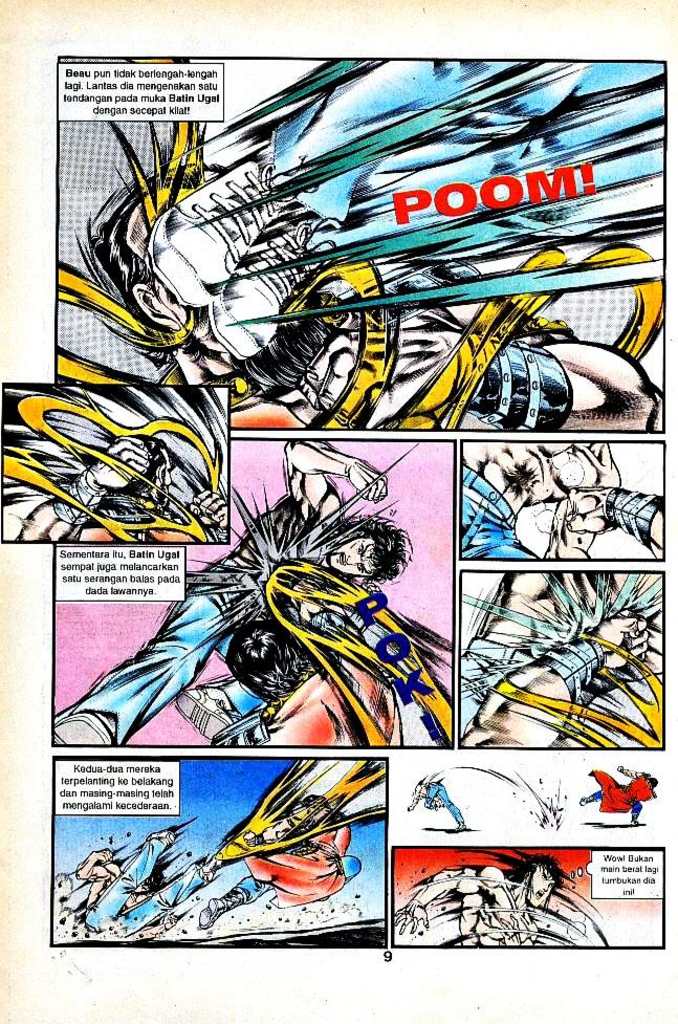 Beau pun tidak berlengah-lengah
lagi. Lantas dia mengenakan satu
tendangan pada muka Batin Ugal
dengan secepat kilat!
POOM!
Sementara itu, Batin Ugal
sempat juga melancarkan
satu serangan balas pada
dada lawannya.
POK!
Kedua-dua mereka
terpelanting ke belakang
dan masing-masing telah
mengalami kecederaan.
Wow! Bukan
main berat lagi
tumbukan dia
ini!
9